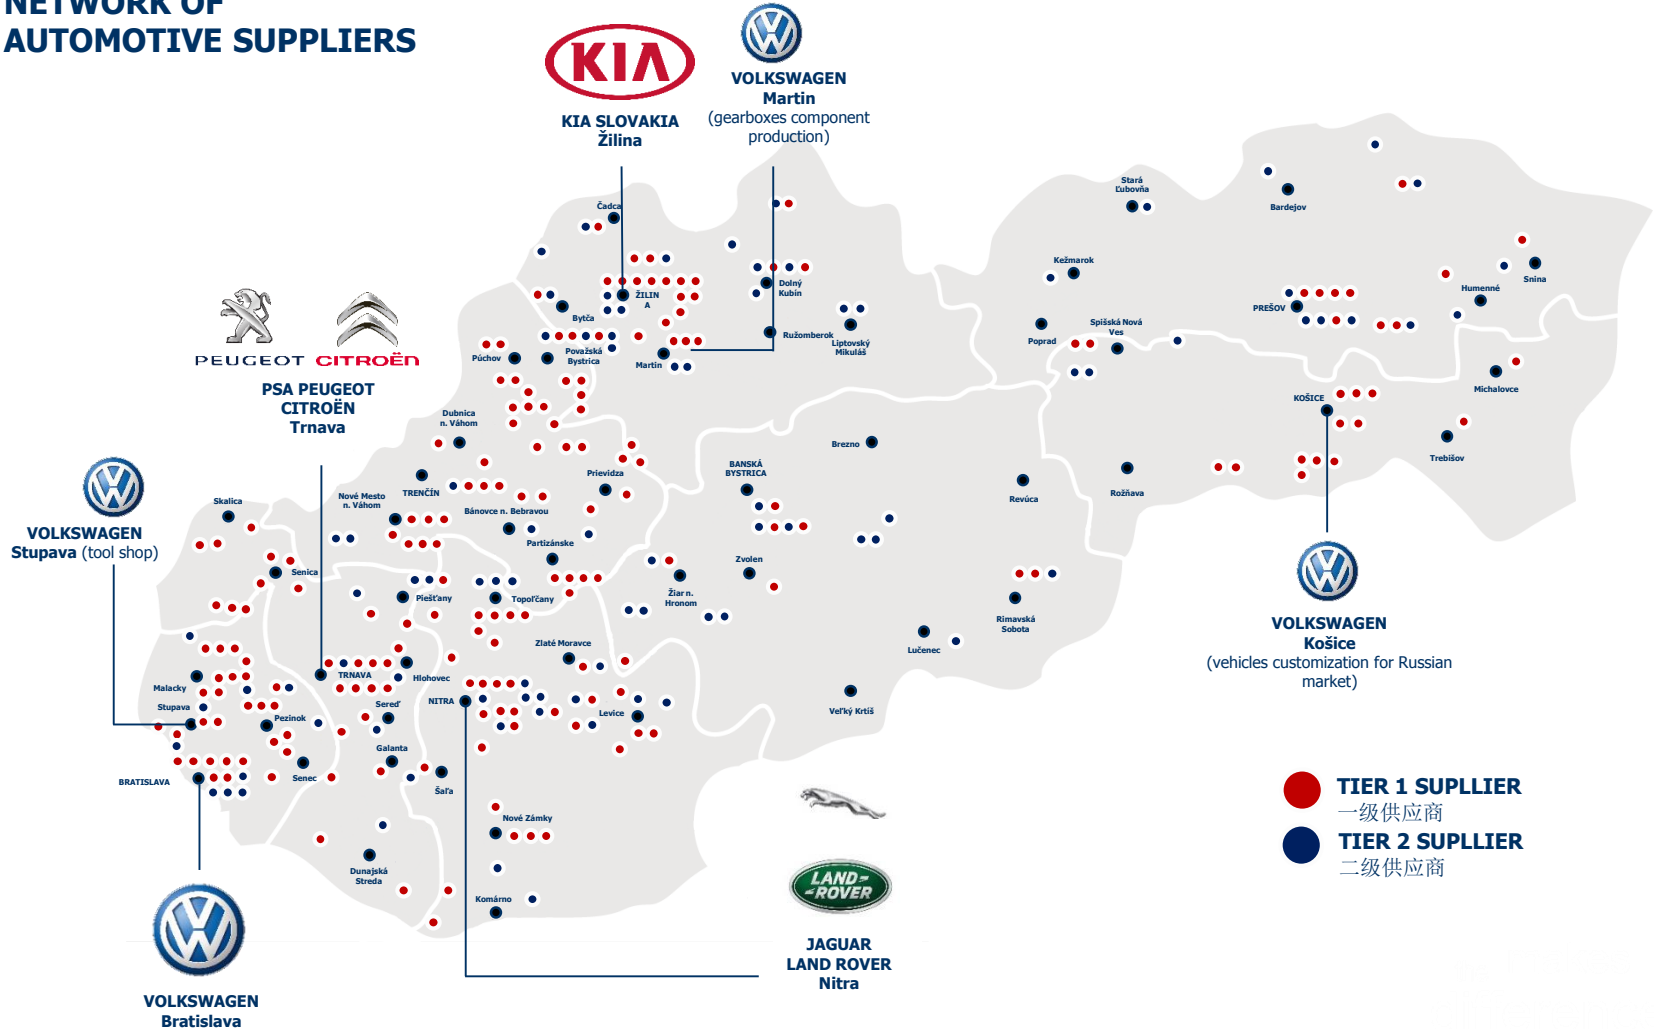 NETWORK OF
AUTOMOTIVE SUPPLIERS
KIA
KIA SLOVAKIA
Žilina
VOLKSWAGEN
Martin
(gearboxes component
production)
PEUGEOT CITROËN
PSA PEUGEOT
CITROËN
Trnava
VOLKSWAGEN
Stupava (tool shop)
Čadca
ŽILIN
A
Bytča
Dolný
Kubín
Ružomberok
Liptovský
Mikuláš
Stará
Ľubovňa
Bardejov
Kežmarok
Poprad
Spišská Nová
Ves
PREŠOV
Humenné
Snina
Michalovce
KOŠICE
Trebišov
Púchov
Považská
Bystrica
Martin
Dubnica
n. Váhom
TRENČÍN
Prievidza
BANSKÁ
BYSTRICA
Brezno
Revúca
Rožňava
Skalica
Nové Mesto
n. Váhom
Bánovce n. Bebravou
Partizánske
Zvolen
Senica
Piešťany
Topoľčany
Žiar n.
Hronom
Rimavská
Sobota
Lučenec
Zlaté Moravce
Malacky
TRNAVA
Hlohovec
Stupava
Pezinok
Sereď
NITRA
Levice
Veľký Krtíš
Galanta
BRATISLAVA
Senec
Šaľa
Nové Zámky
Dunajská
Streda
Komárno
VOLKSWAGEN
Košice
(vehicles customization for Russian
market)
TIER 1 SUPLLIER
一级供应商
TIER 2 SUPLLIER
二级供应商
LAND
ROVER
JAGUAR
LAND ROVER
Nitra
VOLKSWAGEN
Bratislava